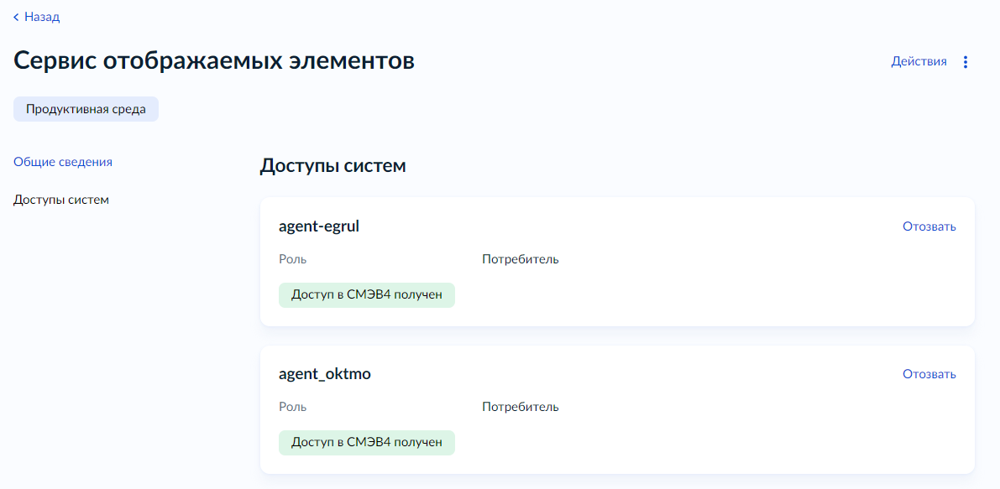 Назад
Сервис отображаемых элементов
Действия
Продуктивная среда
Общие сведения
Доступы систем
Доступы систем
agent-egrul
Отозвать
Роль Потребитель
Доступ в СМЭВ4 получен
agent_oktmo
Отозвать
Роль Потребитель
Доступ в СМЭВ4 получен